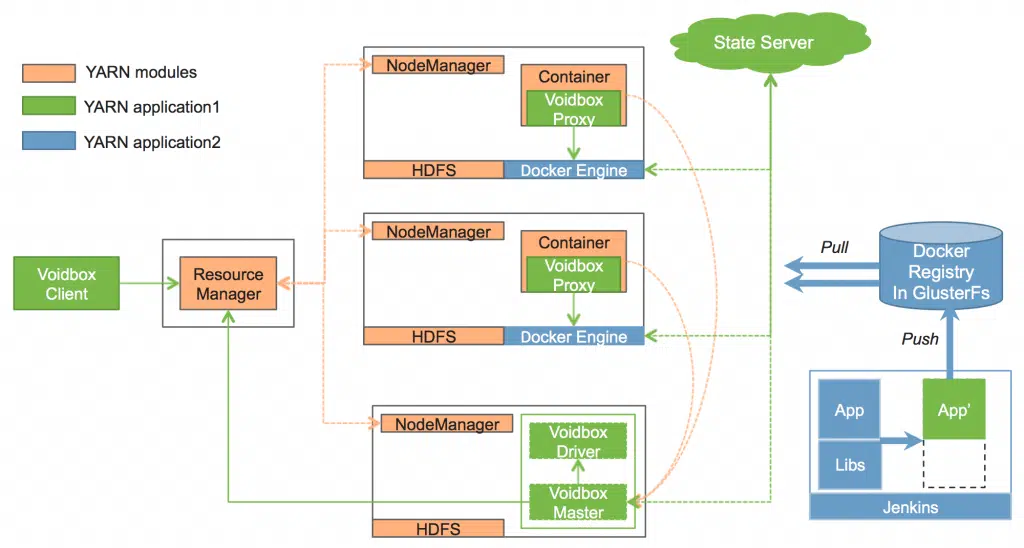 State Server
YARN modules
YARN application1
YARN application2
NodeManager
Container
Voidbox
Proxy
HDFS
Docker Engine
NodeManager
Container
Voidbox
Proxy
HDFS
Docker Engine
Voidbox
Client
Resource
Manager
NodeManager
Voidbox
Driver
Voidbox
Master
HDFS
Pull
Docker
Registry
In GlusterFs
Push
App
App'
Libs
Jenkins